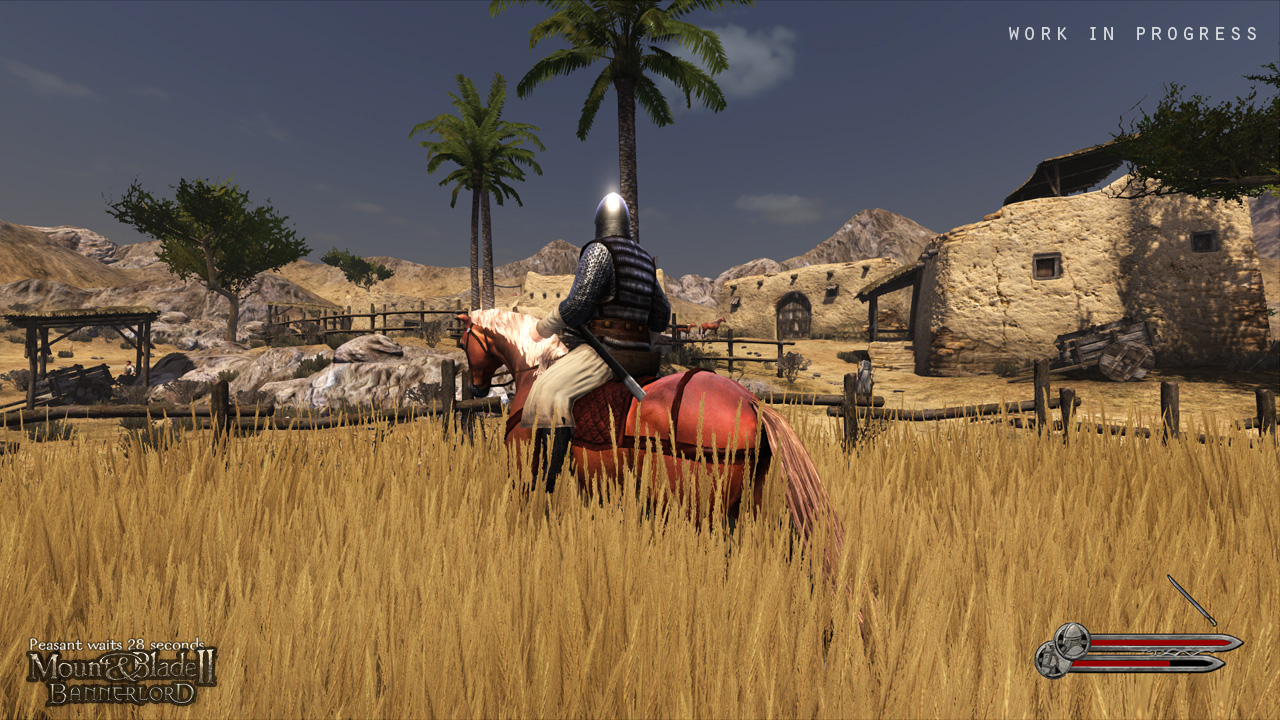 WORK IN PROGRESS
Peasant waits 28 seconds.
Mount & Blade II
BANNERLORD